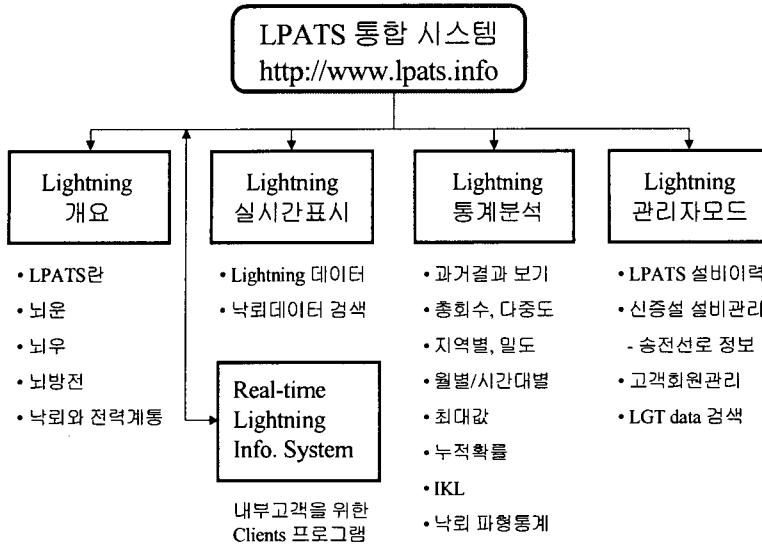 LPATS 통합 시스템
http://www.lpats.info
Lightning
개요
• LPATS란
• 뇌운
• 뇌우
• 뇌방전
• 낙뢰와 전력계통
Lightning
실시간표시
• Lightning 데이터
• 낙뢰데이터 검색
Real-time
Lightning
Info. System
내부고객을 위한
Clients 프로그램
Lightning
통계분석
• 과거결과 보기
• 총회수, 다중도
• 지역별, 밀도
• 월별/시간대별
• 최대값
• 누적확률
• IKL
• 낙뢰 파형통계
Lightning
관리자모드
• LPATS 설비이력
• 신증설 설비관리
- 송전선로 정보
• 고객회원관리
• LGT data 검색